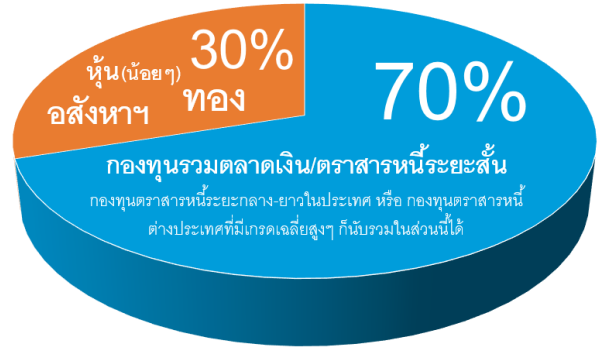 หุ้น(น้อยๆ) 30%
อสังหาฯ ทอง
70%
กองทุนรวมตลาดเงิน/ตราสารหนี้ระยะสั้น
กองทุนตราสารหนี้ระยะกลาง-ยาวในประเทศ หรือ กองทุนตราสารหนี้
ต่างประเทศที่มีเกรดเฉลี่ยสูงๆ ก็นับรวมในส่วนนี้ได้